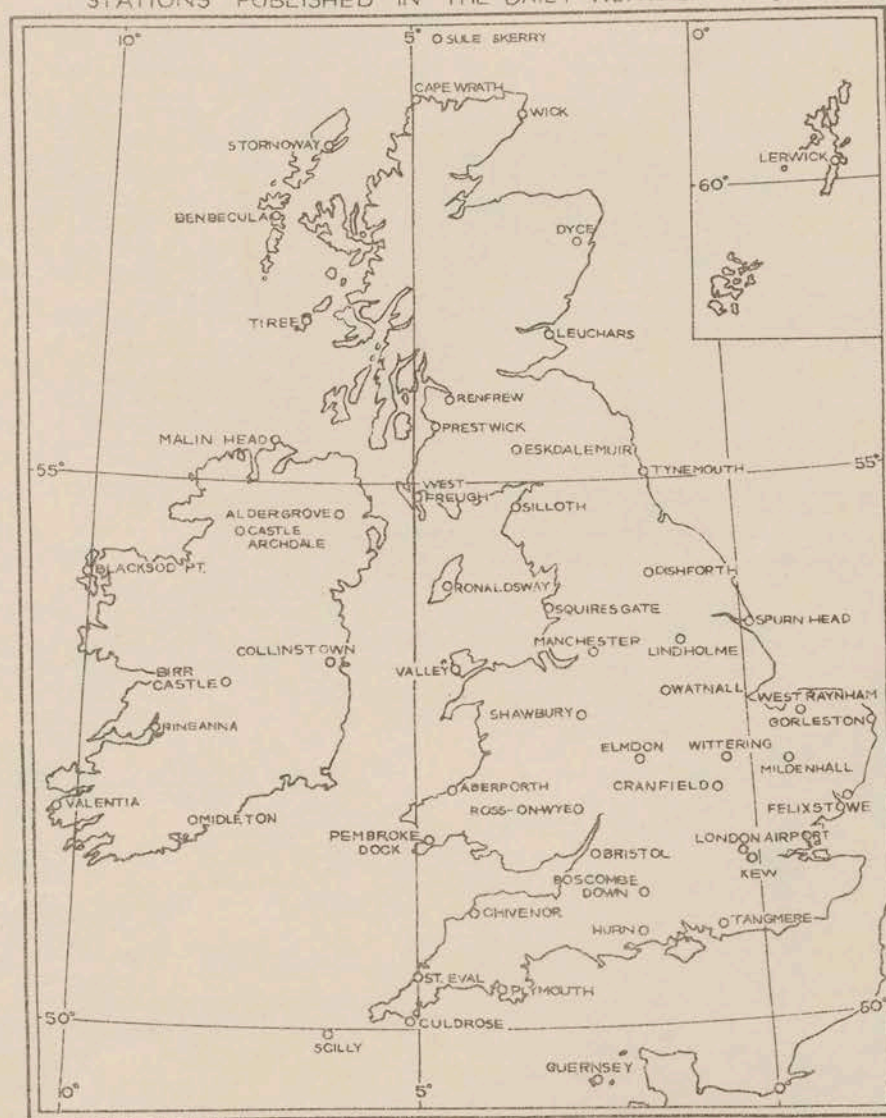 STATIONS PUBLISHED IN THE DAILY
10°
5°
0°
SULE SKERRY
CAPE WRATH
WICK
STORNOWAY
LERWICK
60°
BENBECULA
DYCE
TIREE
LEUCHARS
RENFREW
PRESTWICK
MALIN HEAD
ESKDALEMUIR
55°
TYNEMOUTH
55°
WEST
FREUGH
ALDERGROVE
SILLOTH
CASTLE
ARCHDALE
BLACKSOD PT.
DISHFORTH
RONALDSWAY
SQUIRES GATE
SPURN HEAD
MANCHESTER
LINDHOLME
COLLINSTOWN
VALLEY
BIRR
CASTLE
WATNALL
WEST RAYNHAM
SHAWBURY
GORLESTON
RINEANNA
ELMDON
WITTERING
MILDENHALL
ABERPORTH
CRANFIELD
VALENTIA
ROSS-ON-WYE
FELIXSTOWE
MIDLETON
PEMBROKE
DOCK
LONDON AIRPORT
BRISTOL
KEW
BOSCOMBE
DOWN
CHIVENOR
TANGMERE
HURN
ST. EVAL
PLYMOUTH
50°
CULDROSE
50°
SCILLY
GUERNSEY
10°
5°